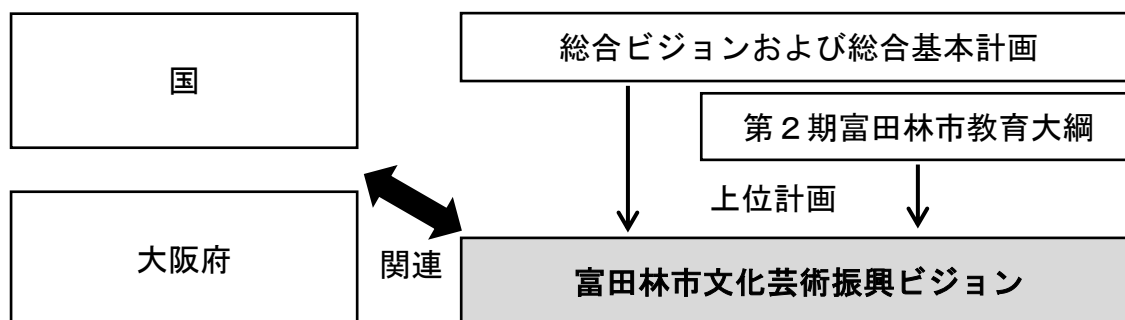 国
総合ビジョンおよび総合基本計画
第２期富田林市教育大綱
上位計画
大阪府
関連
富田林市文化芸術振興ビジョン